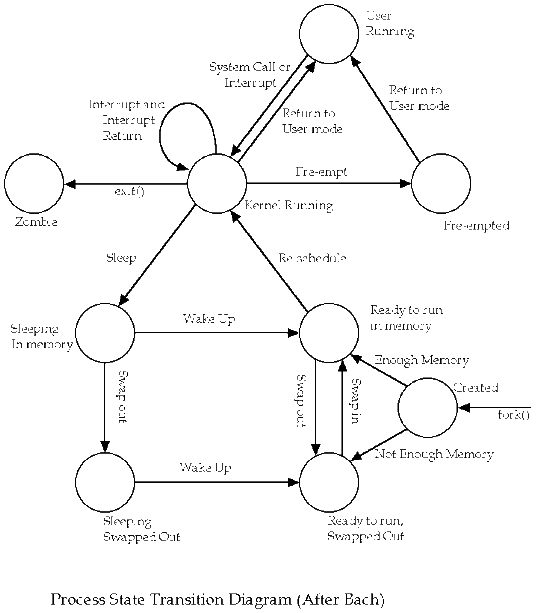 User
Running
System Call or
Interrupt
Return to
User mode
Interrupt and
Interrupt
Return
Return to
User mode
Pre-empt
exit()
Zombie
Kernel Running
Pre-empted
Sleep
Re-schedule
Sleeping
In memory
Wake Up
Ready to run
in memory
Enough Memory
Swap out
Swap out
Swap in
Created
fork()
Not Enough Memory
Wake Up
Sleeping
Swapped Out
Ready to run,
Swapped Out
Process State Transition Diagram (After Bach)